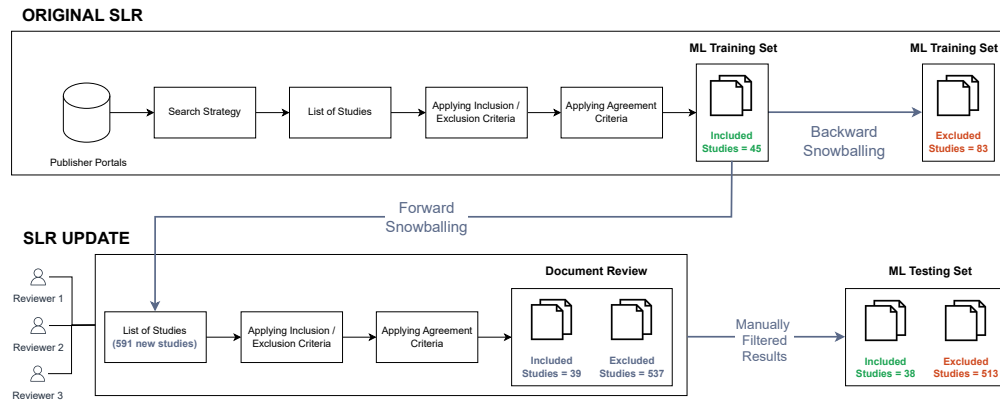 ORIGINAL SLR
ML Training Set
ML Training Set
Publisher Portals
Search Strategy
List of Studies
Applying Inclusion /
Exclusion Criteria
Applying Agreement
Criteria
Included
Studies = 45
Backward
Snowballing
Excluded
Studies = 83
Forward
Snowballing
SLR UPDATE
Reviewer 1
Reviewer 2
Reviewer 3
List of Studies
(591 new studies)
Applying Inclusion /
Exclusion Criteria
Applying Agreement
Criteria
Document Review
Included
Studies = 39
Excluded
Studies = 537
Manually
Filtered
Results
ML Testing Set
Included
Studies = 38
Excluded
Studies = 513